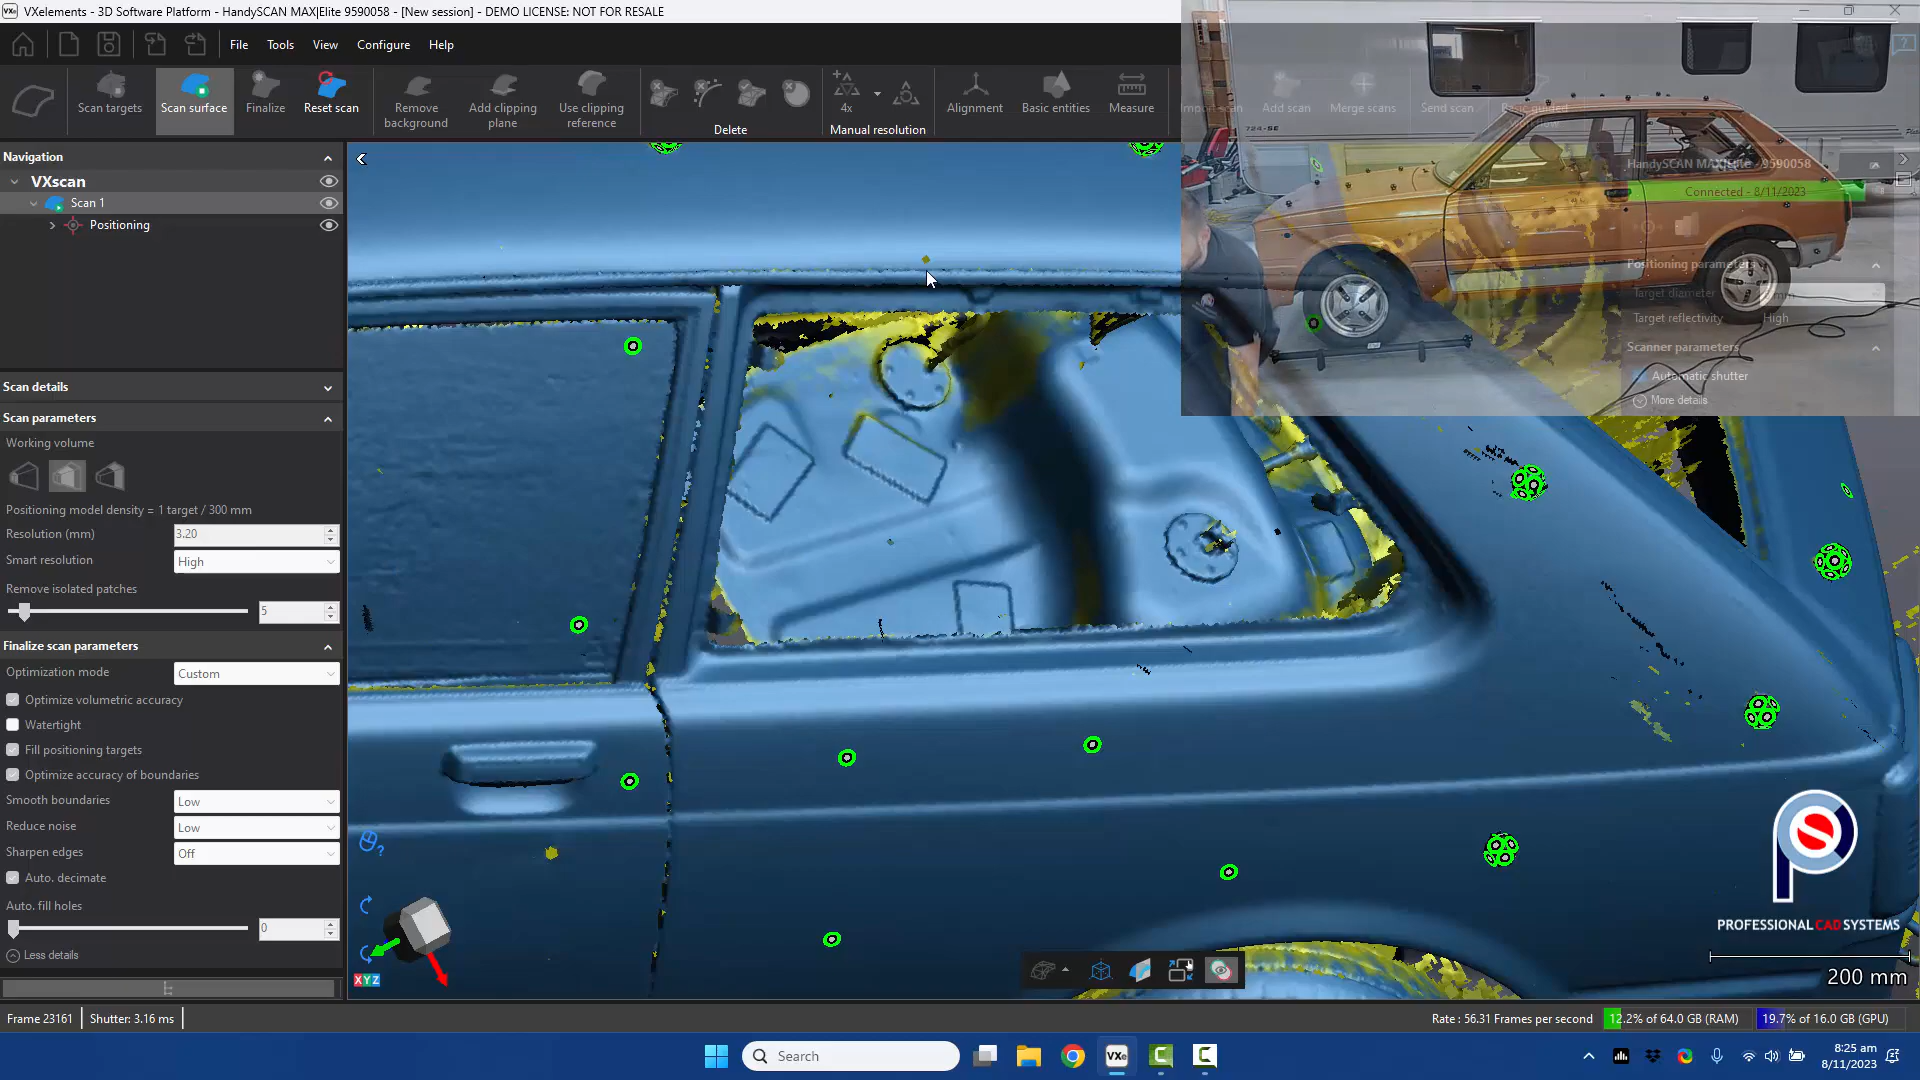 VXelements - 3D Software Platform - HandySCAN MAX|Elite 9590058 - [New session] - DEMO LICENSE: NOT FOR RESALE
File Tools View Configure Help
Scan targets
Scan surface
Finalize
Reset scan
Remove background
Add clipping plane
Use clipping reference
Delete
4x
Manual resolution
Alignment
Basic entities
Measure
Add scan
Merge scans
Send scan
724-SE
Navigation
VXscan
Scan 1
Positioning
Scan details
Scan parameters
Working volume
Positioning model density = 1 target / 300 mm
Resolution (mm) 3.20
Smart resolution High
Remove isolated patches
5
Finalize scan parameters
Optimization mode Custom
Optimize volumetric accuracy
Watertight
Fill positioning targets
Optimize accuracy of boundaries
Smooth boundaries Low
Reduce noise Low
Sharpen edges Off
Auto. decimate
Auto. fill holes
0
Less details
HandySCAN MAX|Elite - 9590058
Connected - 8/11/2023
Positioning parameters
Target diameter
Target reflectivity High
Scanner parameters
Automatic shutter
More details
XYZ
PROFESSIONALCADSYSTEMS
200 mm
Frame 23161
Shutter: 3.16 ms
Rate : 56.31 Frames per second
12.2% of 64.0 GB (RAM)
19.7% of 16.0 GB (GPU)
Search
VXe
8:25 am
8/11/2023